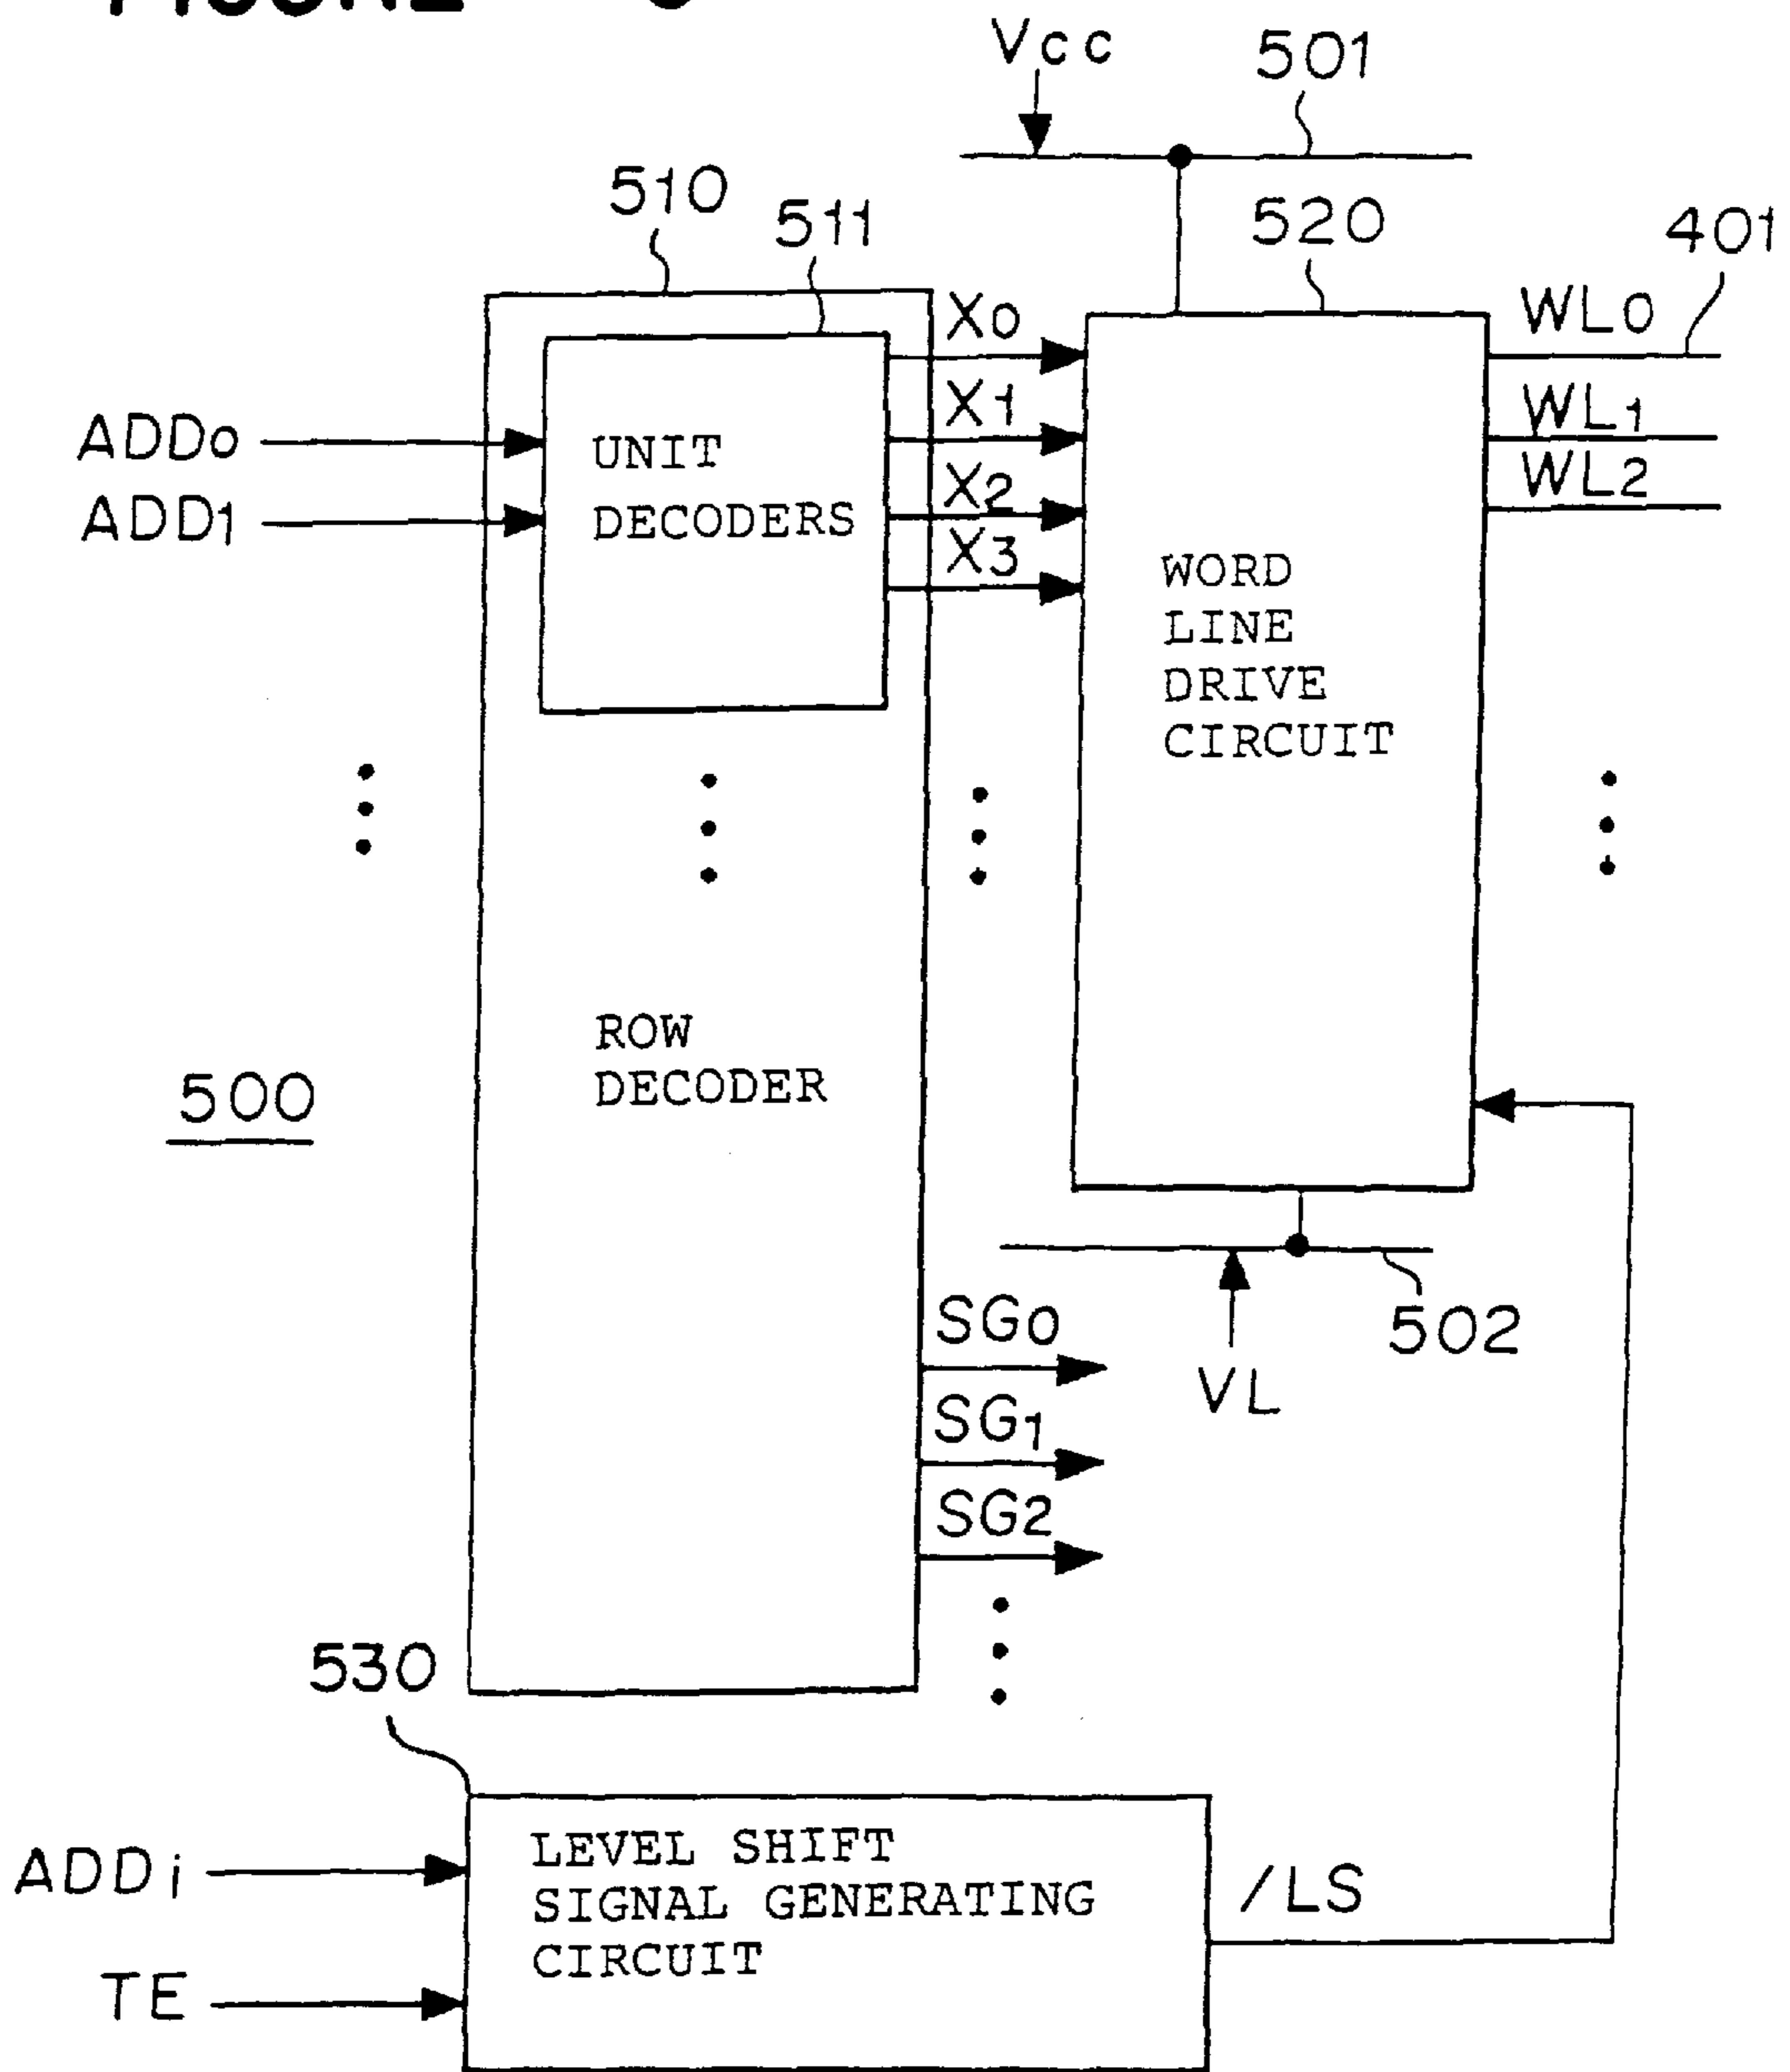 Vcc
501
510
511
520
401
X0
WL0
X1
WL1
ADD0
UNIT
DECODERS
X2
WL2
ADD1
X3
WORD
LINE
DRIVE
CIRCUIT
ROW
DECODER
500
SG0
502
VL
SG1
SG2
530
ADDi
LEVEL SHIFT
SIGNAL GENERATING
CIRCUIT
/LS
TE